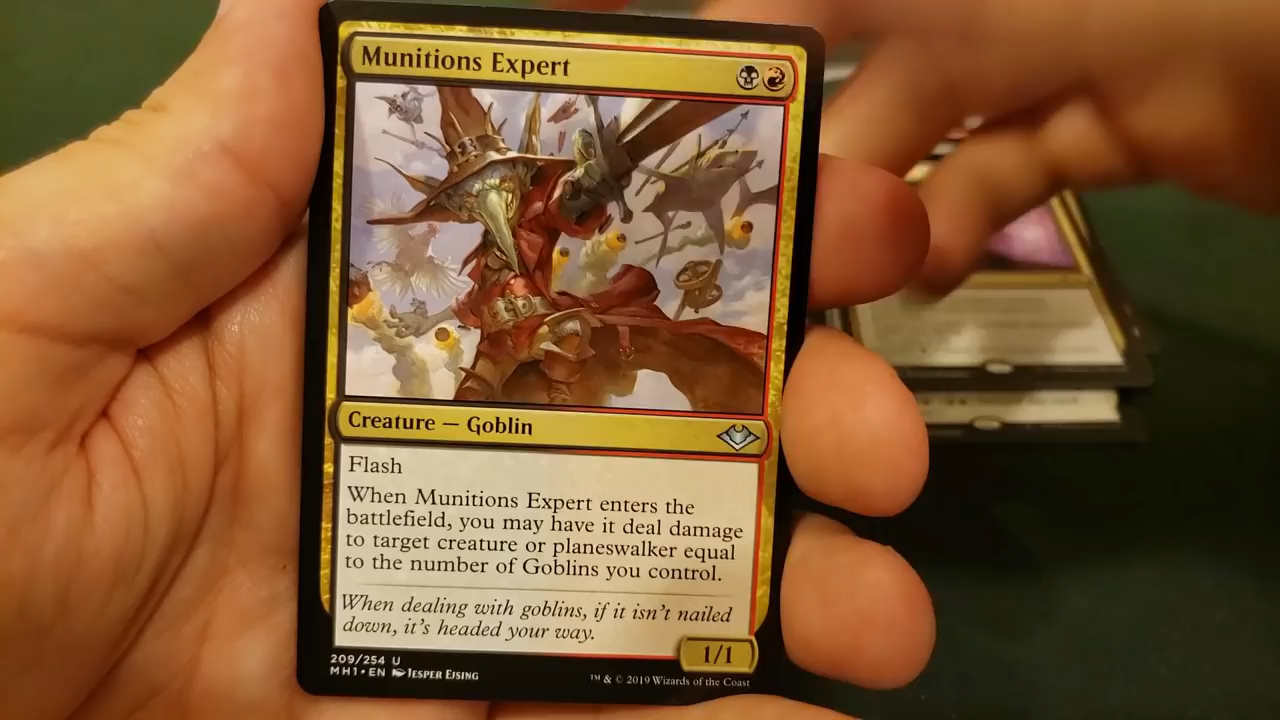 Munitions Expert
Creature — Goblin
Flash
When Munitions Expert enters the
battlefield, you may have it deal damage
to target creature or planeswalker equal
to the number of Goblins you control.
When dealing with goblins, if it isn't nailed
down, it's headed your way.
1/1
209/254 U
MH1 • EN Jesper Eising
™ & © 2019 Wizards of the Coast